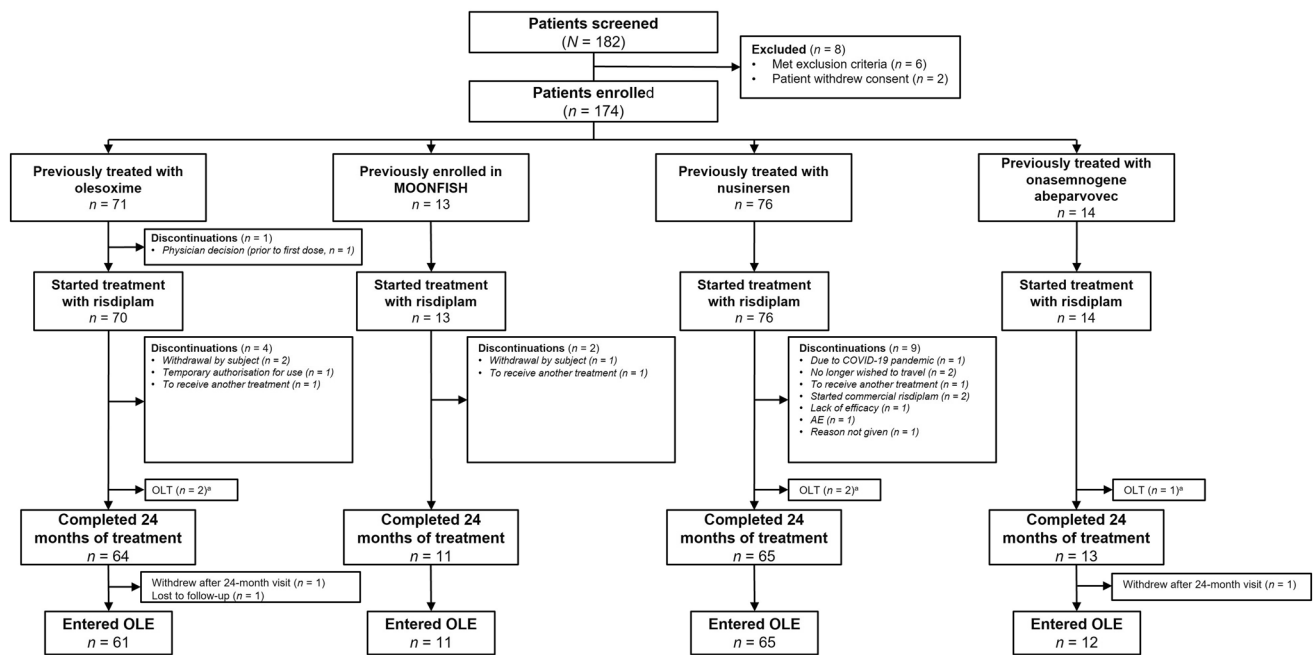 Patients screened
(N = 182)
Excluded (n = 8)
• Met exclusion criteria (n = 6)
• Patient withdrew consent (n = 2)
Patients enrolled
(n = 174)
Previously treated with
olesoxime
n = 71
Previously enrolled in
MOONFISH
n = 13
Previously treated with
nusinersen
n = 76
Previously treated with
onasemnogene
abeparvovec
n = 14
Discontinuations (n = 1)
• Physician decision (prior to first dose, n = 1)
Started treatment
with risdiplam
n = 70
Started treatment
with risdiplam
n = 13
Started treatment
with risdiplam
n = 76
Started treatment
with risdiplam
n = 14
Discontinuations (n = 4)
• Withdrawal by subject (n = 2)
• Temporary authorisation for use (n = 1)
• To receive another treatment (n = 1)
Discontinuations (n = 2)
• Withdrawal by subject (n = 1)
• To receive another treatment (n = 1)
Discontinuations (n = 9)
• Due to COVID-19 pandemic (n = 1)
• No longer wished to travel (n = 2)
• To receive another treatment (n = 1)
• Started commercial risdiplam (n = 2)
• Lack of efficacy (n = 1)
• AE (n = 1)
• Reason not given (n = 1)
OLT (n = 2)ª
OLT (n = 2)ª
OLT (n = 1)ª
Completed 24
months of treatment
n = 64
Completed 24
months of treatment
n = 11
Completed 24
months of treatment
n = 65
Completed 24
months of treatment
n = 13
Withdrew after 24-month visit (n = 1)
Lost to follow-up (n = 1)
Withdrew after 24-month visit (n = 1)
Entered OLE
n = 61
Entered OLE
n = 11
Entered OLE
n = 65
Entered OLE
n = 12